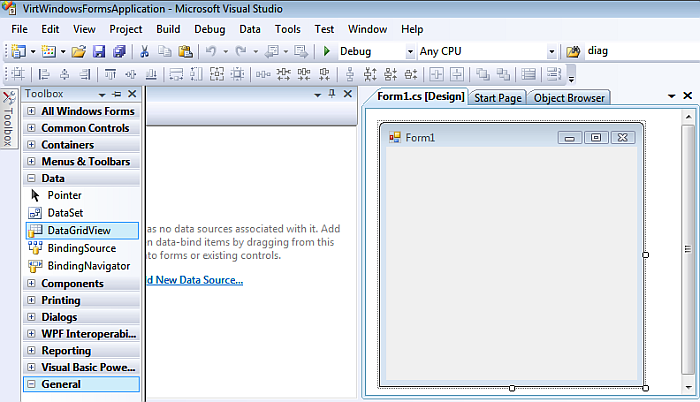 VirtWindowsFormsApplication - Microsoft Visual Studio
File Edit View Project Build Debug Data Tools Test Window Help
Debug Any CPU diag
Toolbox
Toolbox
All Windows Forms
Common Controls
Containers
Menus & Toolbars
Data
Pointer
DataSet
DataGridView
BindingSource
BindingNavigator
Components
Printing
Dialogs
WPF Interoperabi...
Reporting
Visual Basic Powe...
General
as no data sources associated with it. Add
n data-bind items by dragging from this
nto forms or existing controls.
d New Data Source...
Form1.cs [Design] Start Page Object Browser
Form1